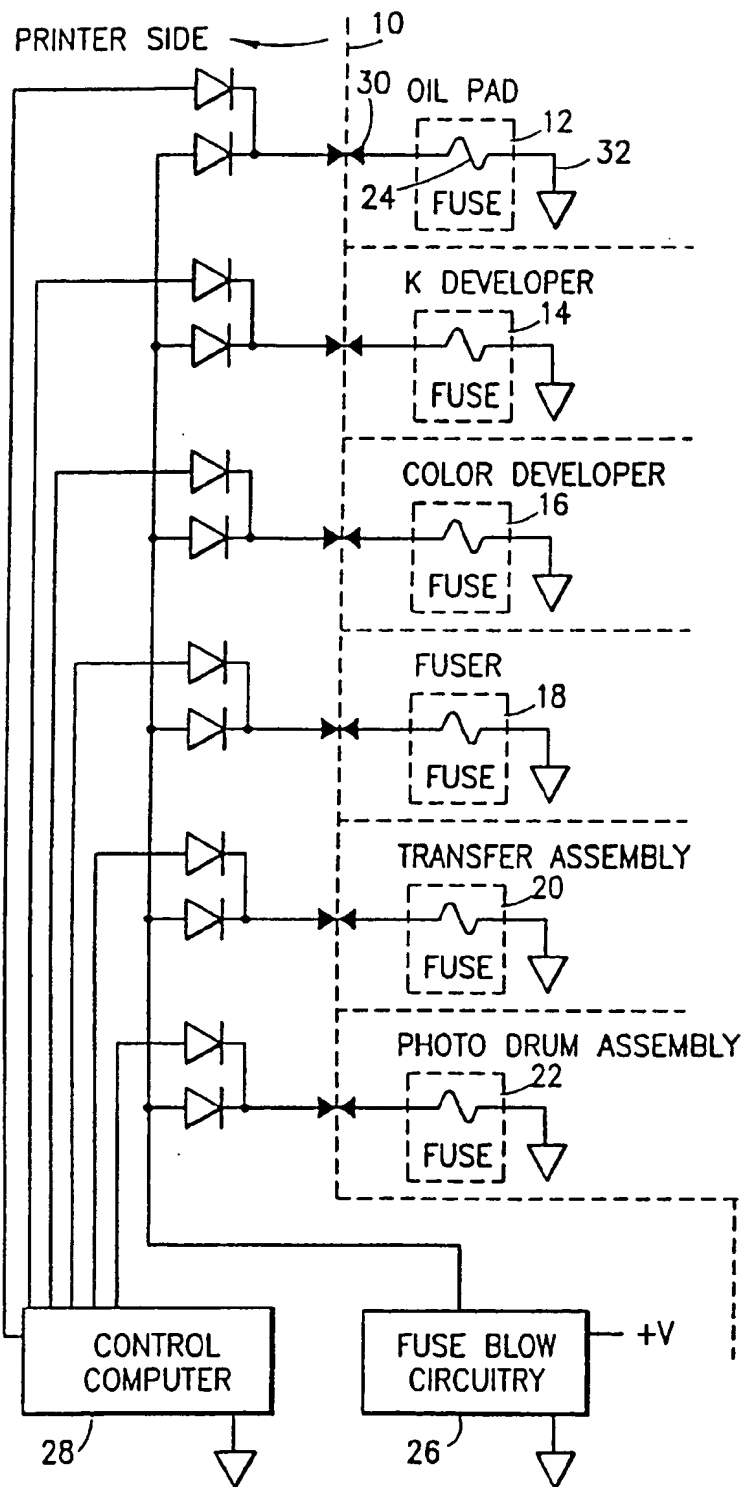 PRINTER SIDE
10
30
OIL PAD
12
32
24
FUSE
K DEVELOPER
14
FUSE
COLOR DEVELOPER
16
FUSE
FUSER
18
FUSE
TRANSFER ASSEMBLY
20
FUSE
PHOTO DRUM ASSEMBLY
22
FUSE
CONTROL
COMPUTER
28
FUSE BLOW
CIRCUITRY
+V
26